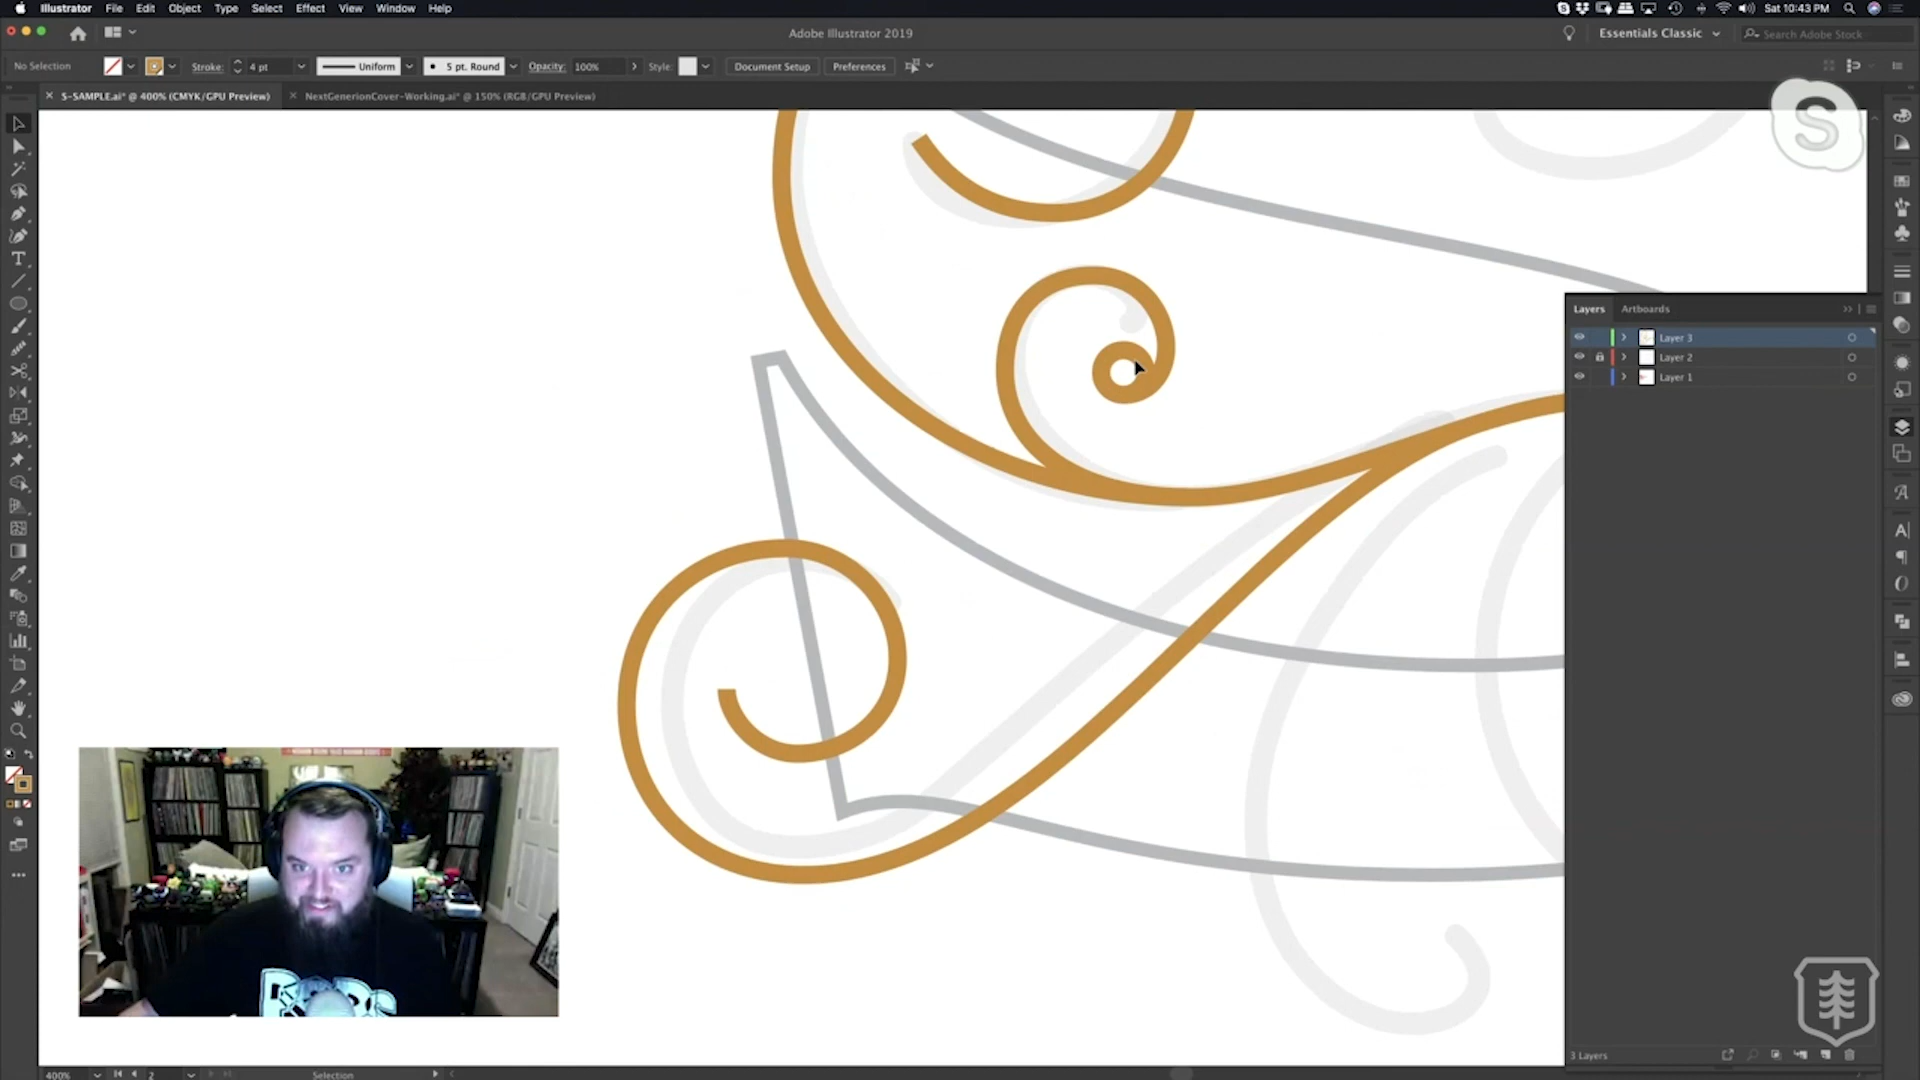 Illustrator File Edit Object Type Select Effect View Window Help Sat 10:43 PM
Adobe Illustrator 2019 Essentials Classic Search Adobe Stock
No Selection Stroke: 4 pt Uniform 5 pt. Round Opacity: 100% Style: Document Setup Preferences
S-SAMPLE.ai* @ 400% (CMYK/GPU Preview) NextGenerionCover-Working.ai* @ 150% (RGB/GPU Preview)
Layers Artboards
Layer 3
Layer 2
Layer 1
3 Layers
400% 2 Selection